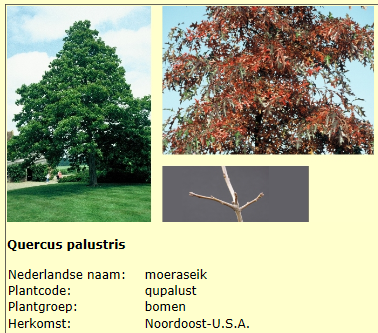 Quercus palustris
Nederlandse naam: moeraseik
Plantcode: qupalust
Plantgroep: bomen
Herkomst: Noordoost-U.S.A.